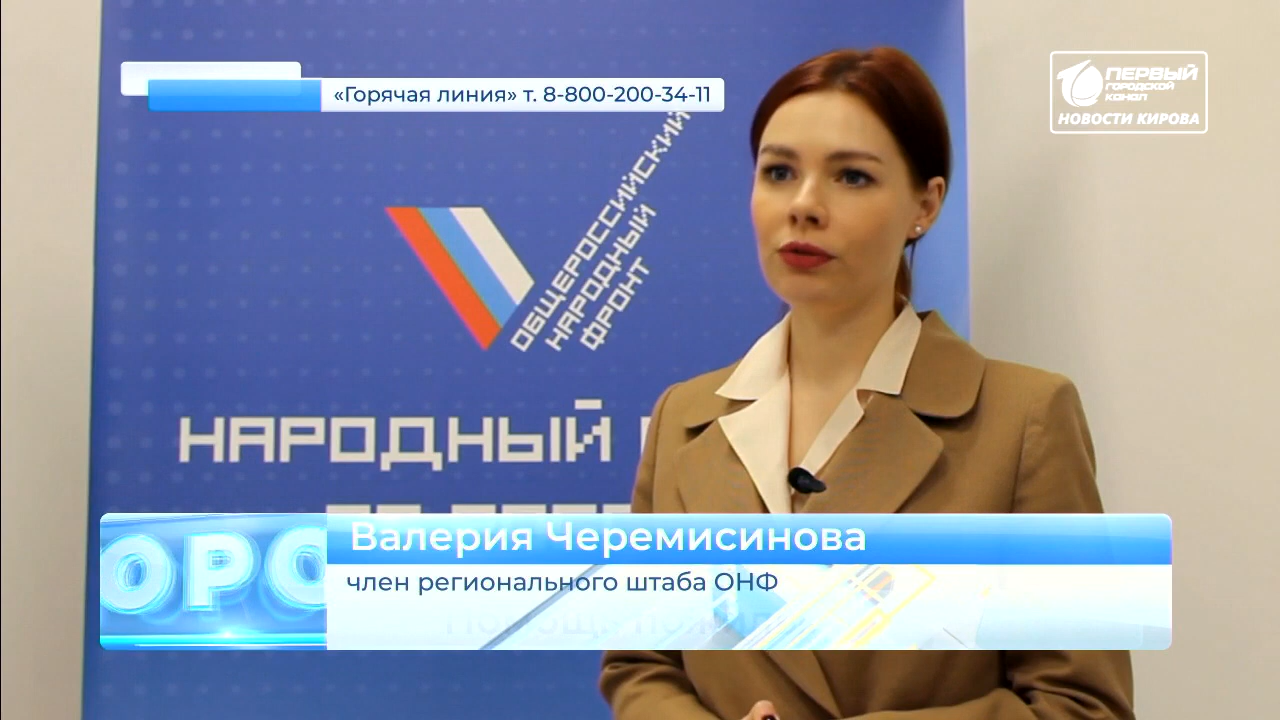 «Горячая линия» т. 8-800-200-34-11
ПЕРВЫЙ
ГОРОДСКОЙ
КАНАЛ
НОВОСТИ КИРОВА
ОБЩЕРОССИЙСКИЙ
НАРОДНЫЙ
ФРОНТ
НАРОДНЫЙ
ОРО
Валерия Черемисинова
член регионального штаба ОНФ